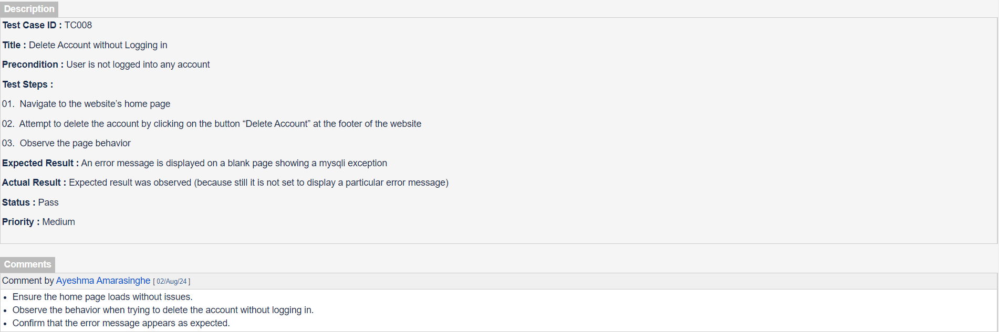 Description
Test Case ID : TC008
Title : Delete Account without Logging in
Precondition : User is not logged into any account
Test Steps :
01.  Navigate to the website’s home page
02.  Attempt to delete the account by clicking on the button “Delete Account” at the footer of the website
03.  Observe the page behavior
Expected Result : An error message is displayed on a blank page showing a mysqli exception
Actual Result : Expected result was observed (because still it is not set to display a particular error message)
Status : Pass
Priority : Medium
Comments
Comment by Ayeshma Amarasinghe [ 02/Aug/24 ]
• Ensure the home page loads without issues.
• Observe the behavior when trying to delete the account without logging in.
• Confirm that the error message appears as expected.